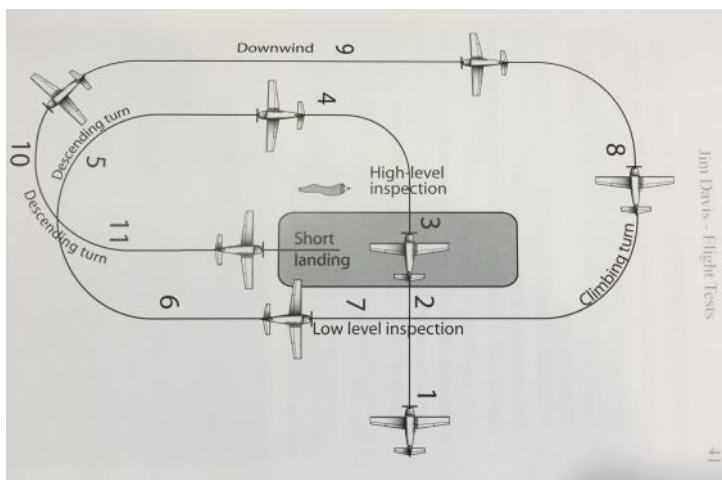 Downwind
9
4
Descending turn
5
10
8
High-level
inspection
3
Descending turn
11
Short
landing
Climbing turn
6
7
2
Low level inspection
1
Jim Davis - Flight Tests
41